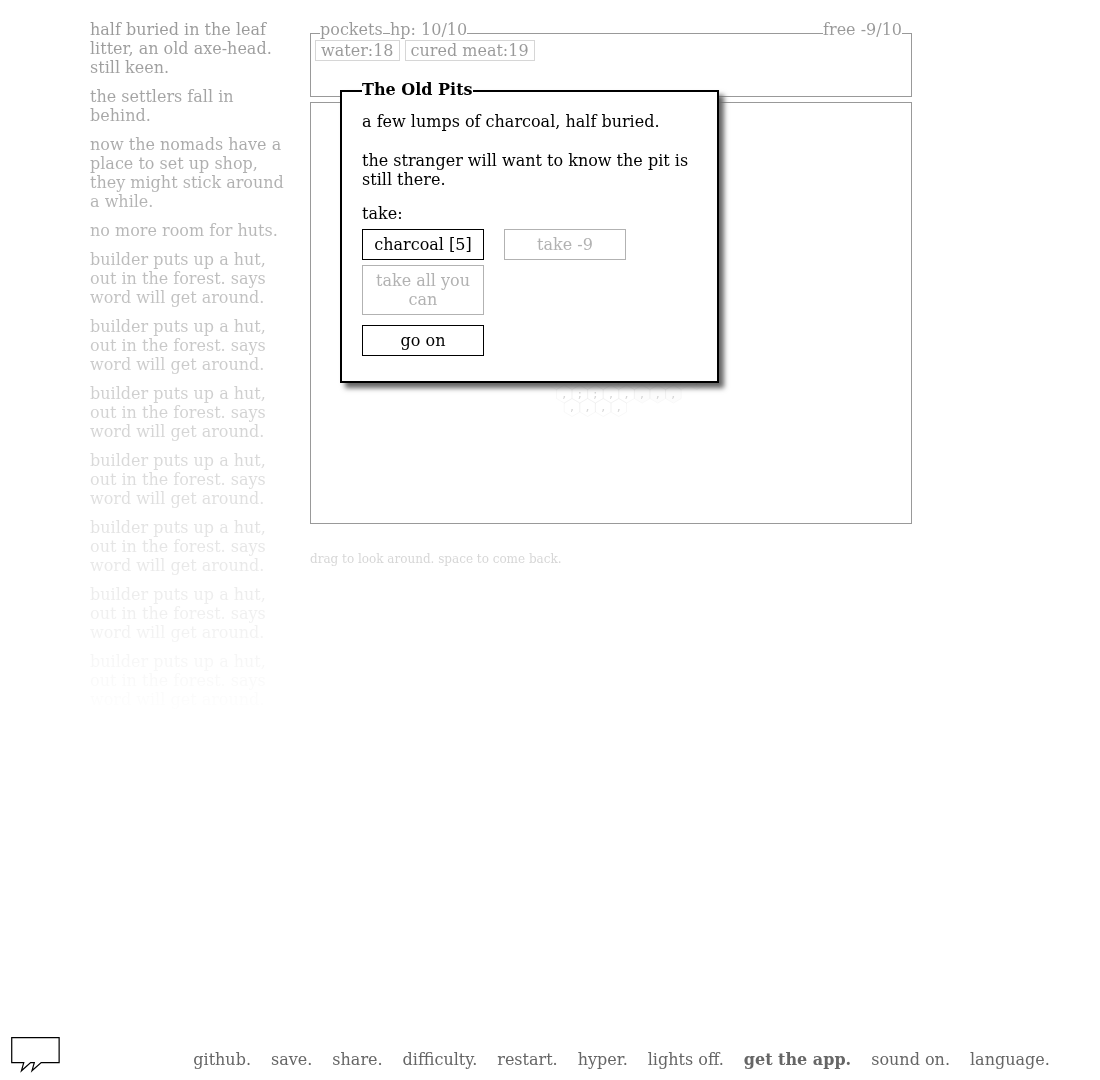 half buried in the leaf
litter, an old axe-head.
still keen.
the settlers fall in
behind.
now the nomads have a
place to set up shop,
they might stick around
a while.
no more room for huts.
builder puts up a hut,
out in the forest. says
word will get around.
builder puts up a hut,
out in the forest. says
word will get around.
builder puts up a hut,
out in the forest. says
word will get around.
builder puts up a hut,
out in the forest. says
word will get around.
builder puts up a hut,
out in the forest. says
word will get around.
builder puts up a hut,
out in the forest. says
word will get around.
builder puts up a hut,
out in the forest. says
word will get around.
pockets hp: 10/10 free -9/10
water:18 cured meat:19
The Old Pits
a few lumps of charcoal, half buried.
the stranger will want to know the pit is
still there.
take:
charcoal [5] take -9
take all you
can
go on
drag to look around. space to come back.
github. save. share. difficulty. restart. hyper. lights off. get the app. sound on. language.